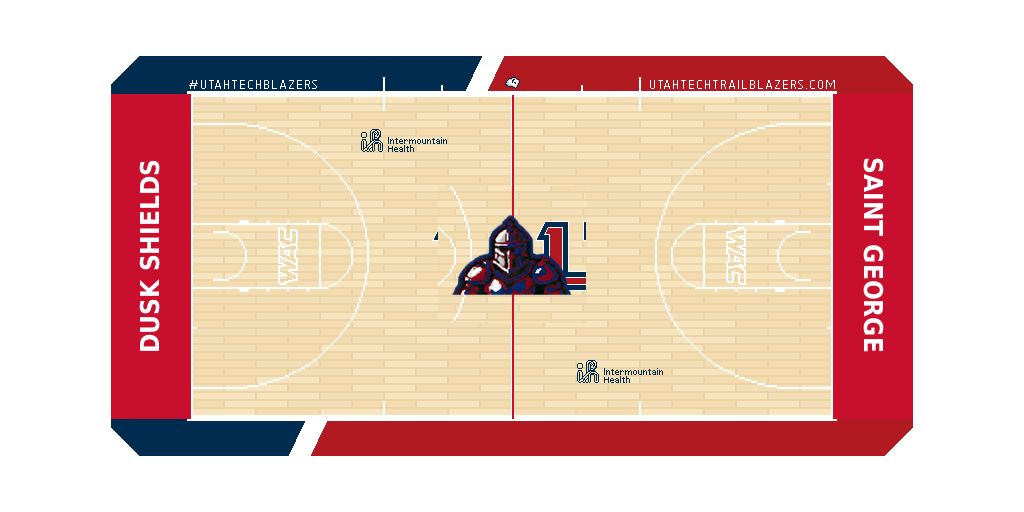 #UTAHTECHBLAZERS
UTAHTECHTRAILBLAZERS.COM
Intermountain
Health
DUSK SHIELDS
WAC
WAC
SAINT GEORGE
Intermountain
Health